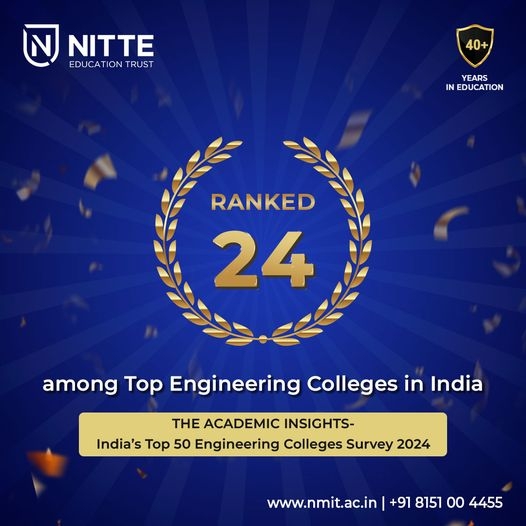 NITTE
EDUCATION TRUST
40+
YEARS
IN EDUCATION
RANKED
24
among Top Engineering Colleges in India
THE ACADEMIC INSIGHTS-
India's Top 50 Engineering Colleges Survey 2024
www.nmit.ac.in | +91 8151 00 4455